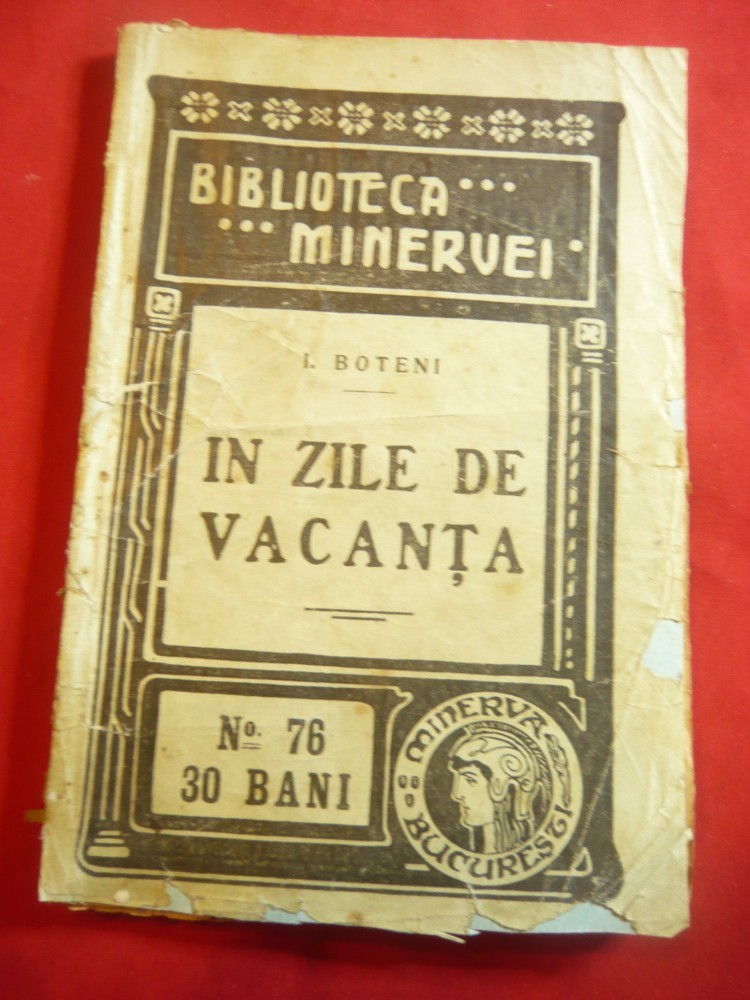 BIBLIOTECA
MINERVEI
I. BOTENI
IN ZILE DE
VACANȚA
No. 76
30 BANI
MINERVA
BUCUREȘTI